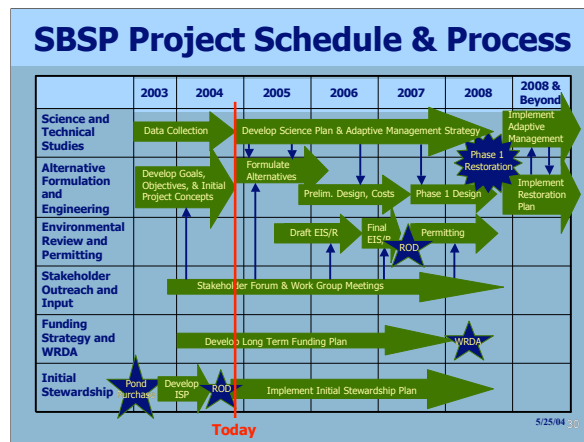 SBSP Project Schedule & Process
2003
2004
2005
2006
2007
2008
2008 &
Beyond
Science and
Technical
Studies
Data Collection
Develop Science Plan & Adaptive Management Strategy
Implement
Adaptive
Management
Phase 1
Restoration
Alternative
Formulation
and
Engineering
Develop Goals,
Objectives, & Initial
Project Concepts
Formulate
Alternatives
Prelim. Design, Costs
Phase 1 Design
Implement
Restoration
Plan
Environmental
Review and
Permitting
Draft EIS/R
Final
EIS/R
ROD
Permitting
Stakeholder
Outreach and
Input
Stakeholder Forum & Work Group Meetings
Funding
Strategy and
WRDA
Develop Long Term Funding Plan
WRDA
Initial
Stewardship
Pond
Purchase
Develop
ISP
ROD
Implement Initial Stewardship Plan
Today
5/25/04
30